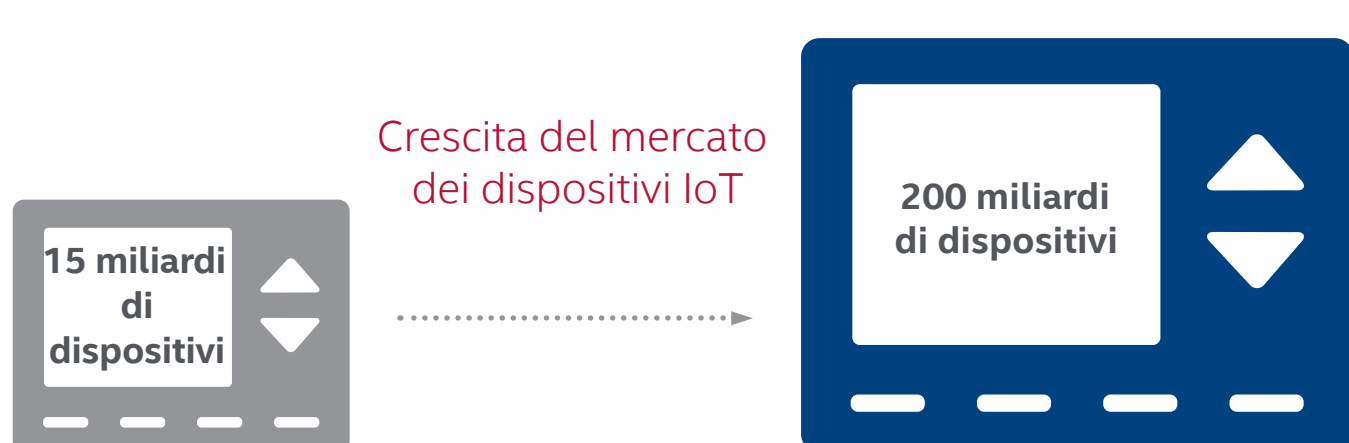 15 miliardi
di
dispositivi
Crescita del mercato
dei dispositivi IoT
200 miliardi
di dispositivi